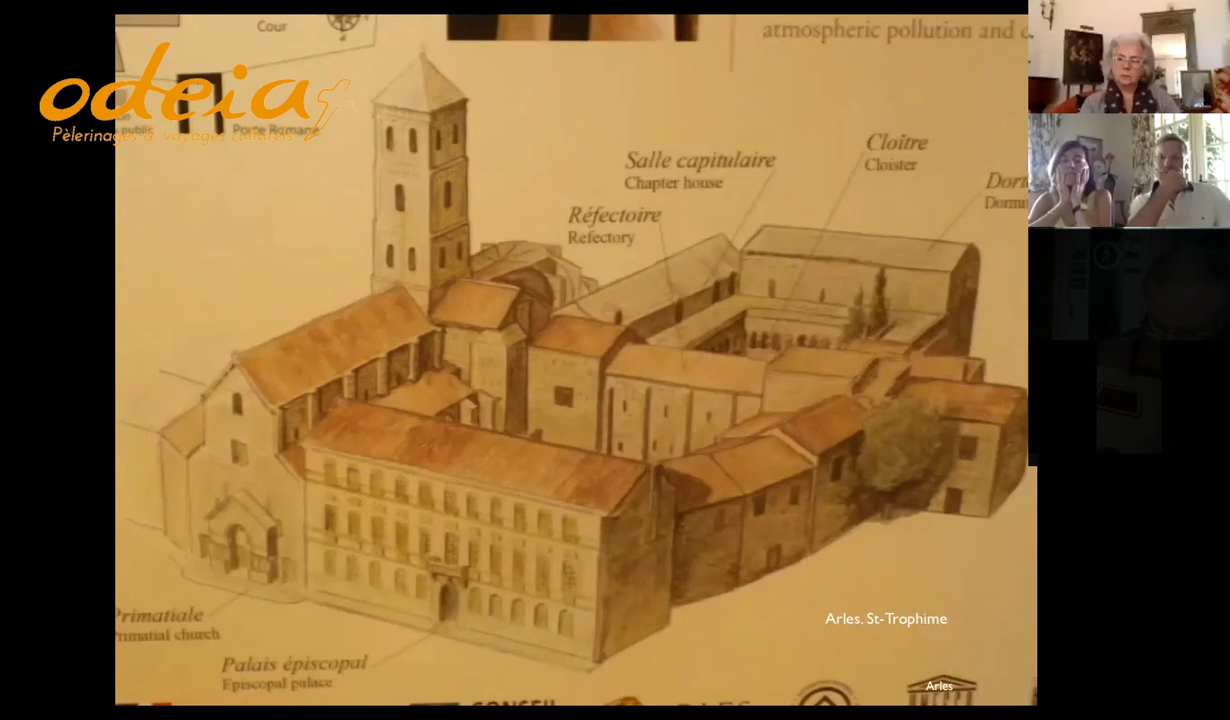 Cour
atmospheric pollution and
odeia
Pèlerinages & voyages culturels
public
Porte Romane
Cloître
Cloister
Salle capitulaire
Chapter house
Réfectoire
Refectory
Primatiale
Primatial church
Palais épiscopal
Episcopal palace
Arles. St-Trophime
Arles